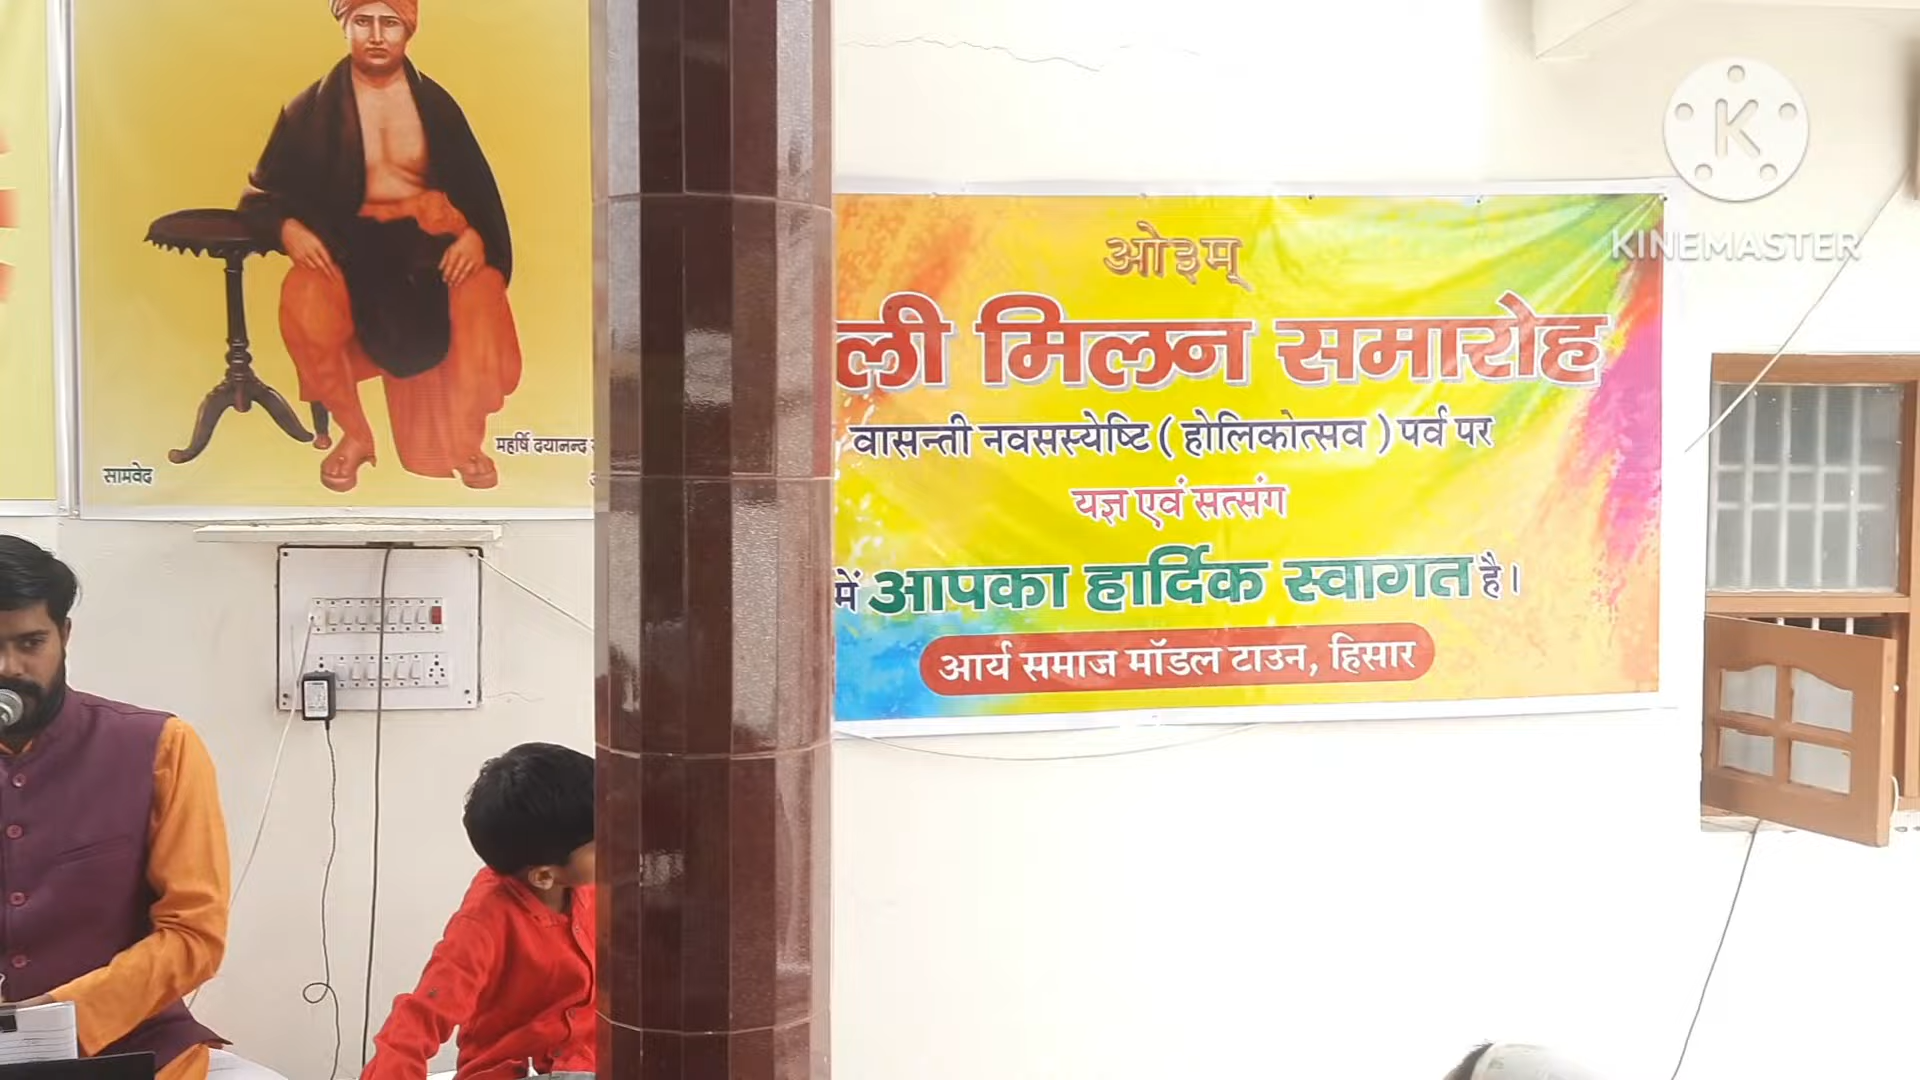 सामवेद
महर्षि दयानन्द
ओ३म्
ली मिलन समारोह
वासन्ती नवसस्येष्टि ( होलिकोत्सव ) पर्व पर
यज्ञ एवं सत्संग
में आपका हार्दिक स्वागत है।
आर्य समाज मॉडल टाउन, हिसार
K
KINEMASTER